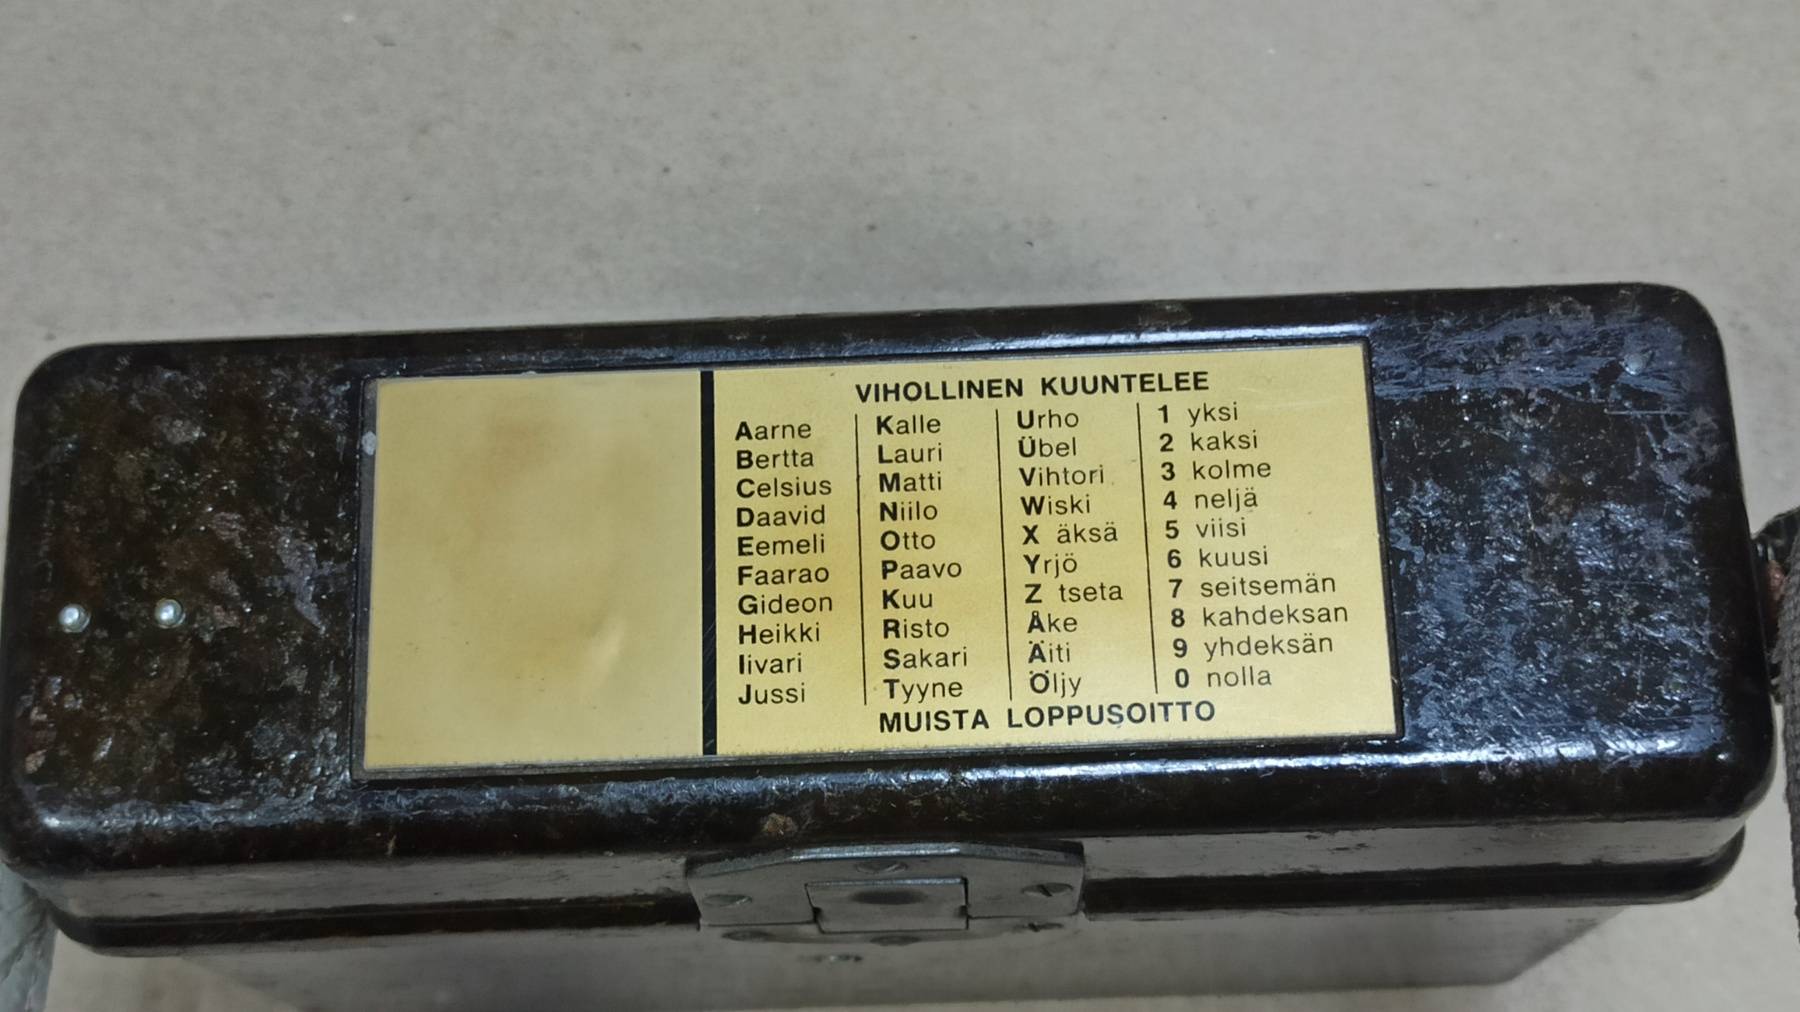 VIHOLLINEN KUUNTELEE
Aarne
Bertta
Celsius
Daavid
Eemeli
Faarao
Gideon
Heikki
Iivari
Jussi
Kalle
Lauri
Matti
Niilo
Otto
Paavo
Kuu
Risto
Sakari
Tyyne
Urho
Übel
Vihtori
Wiski
X äksä
Yrjö
Z tseta
Åke
Äiti
Öljy
1 yksi
2 kaksi
3 kolme
4 neljä
5 viisi
6 kuusi
7 seitsemän
8 kahdeksan
9 yhdeksän
0 nolla
MUISTA LOPPUSOITTO